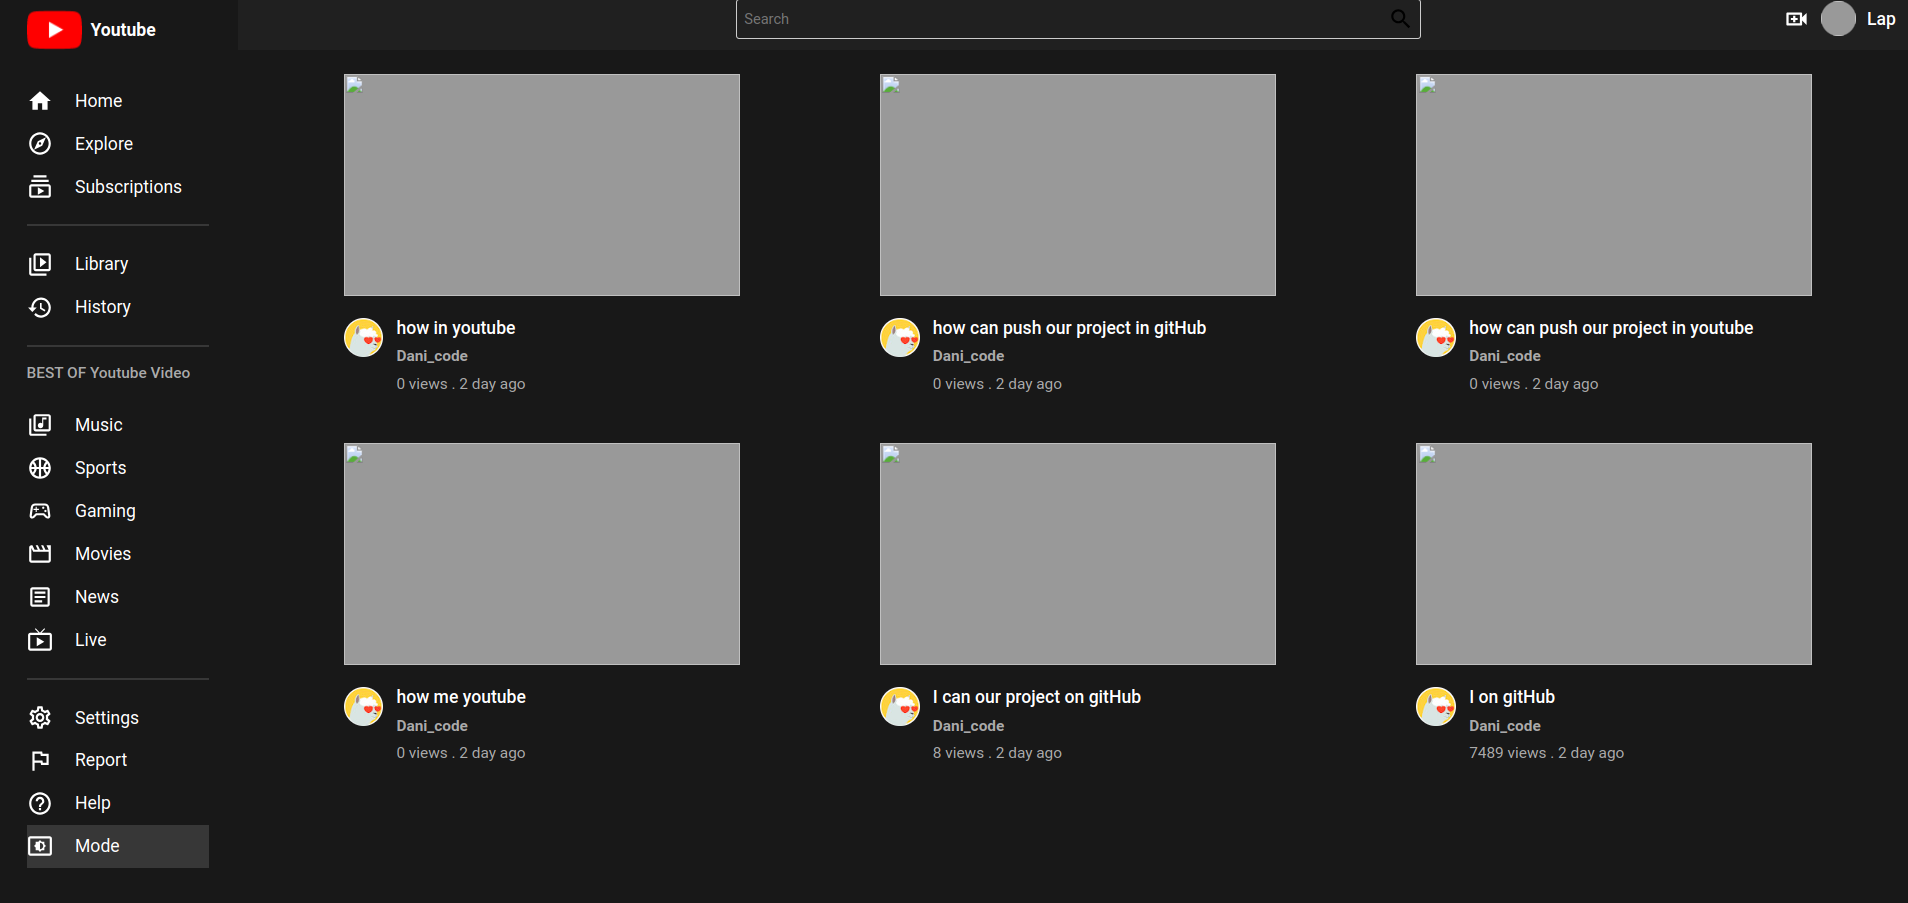 Youtube
Search
Lap
Home
Explore
Subscriptions
Library
History
BEST OF Youtube Video
Music
Sports
Gaming
Movies
News
Live
Settings
Report
Help
Mode
how in youtube
Dani_code
0 views . 2 day ago
how can push our project in gitHub
Dani_code
0 views . 2 day ago
how can push our project in youtube
Dani_code
0 views . 2 day ago
how me youtube
Dani_code
0 views . 2 day ago
I can our project on gitHub
Dani_code
8 views . 2 day ago
I on gitHub
Dani_code
7489 views . 2 day ago